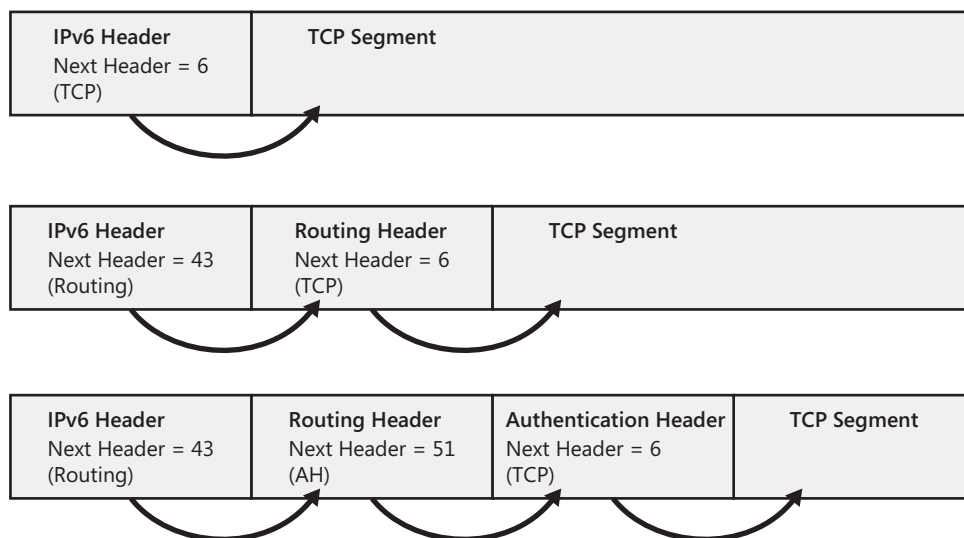 IPv6 Header
Next Header = 6
(TCP)
TCP Segment
IPv6 Header
Next Header = 43
(Routing)
Routing Header
Next Header = 6
(TCP)
TCP Segment
IPv6 Header
Next Header = 43
(Routing)
Routing Header
Next Header = 51
(AH)
Authentication Header
Next Header = 6
(TCP)
TCP Segment